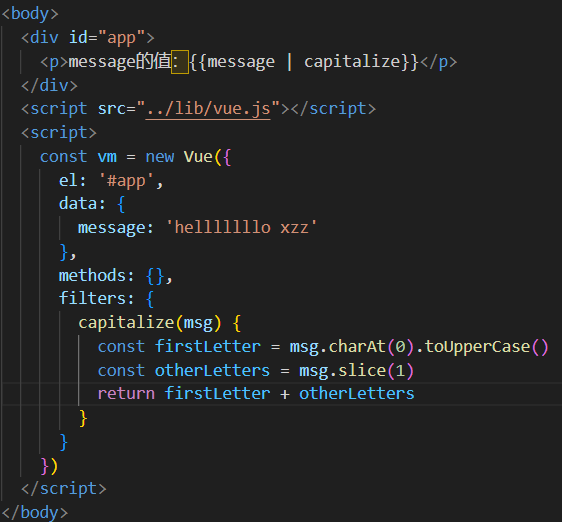 <body>
<div id="app">
<p>message的值：{{message | capitalize}}</p>
</div>
<script src="../lib/vue.js"></script>
<script>
const vm = new Vue({
el: '#app',
data: {
message: 'helllllllo xzz'
},
methods: {},
filters: {
capitalize(msg) {
const firstLetter = msg.charAt(0).toUpperCase()
const otherLetters = msg.slice(1)
return firstLetter + otherLetters
}
}
})
</script>
</body>